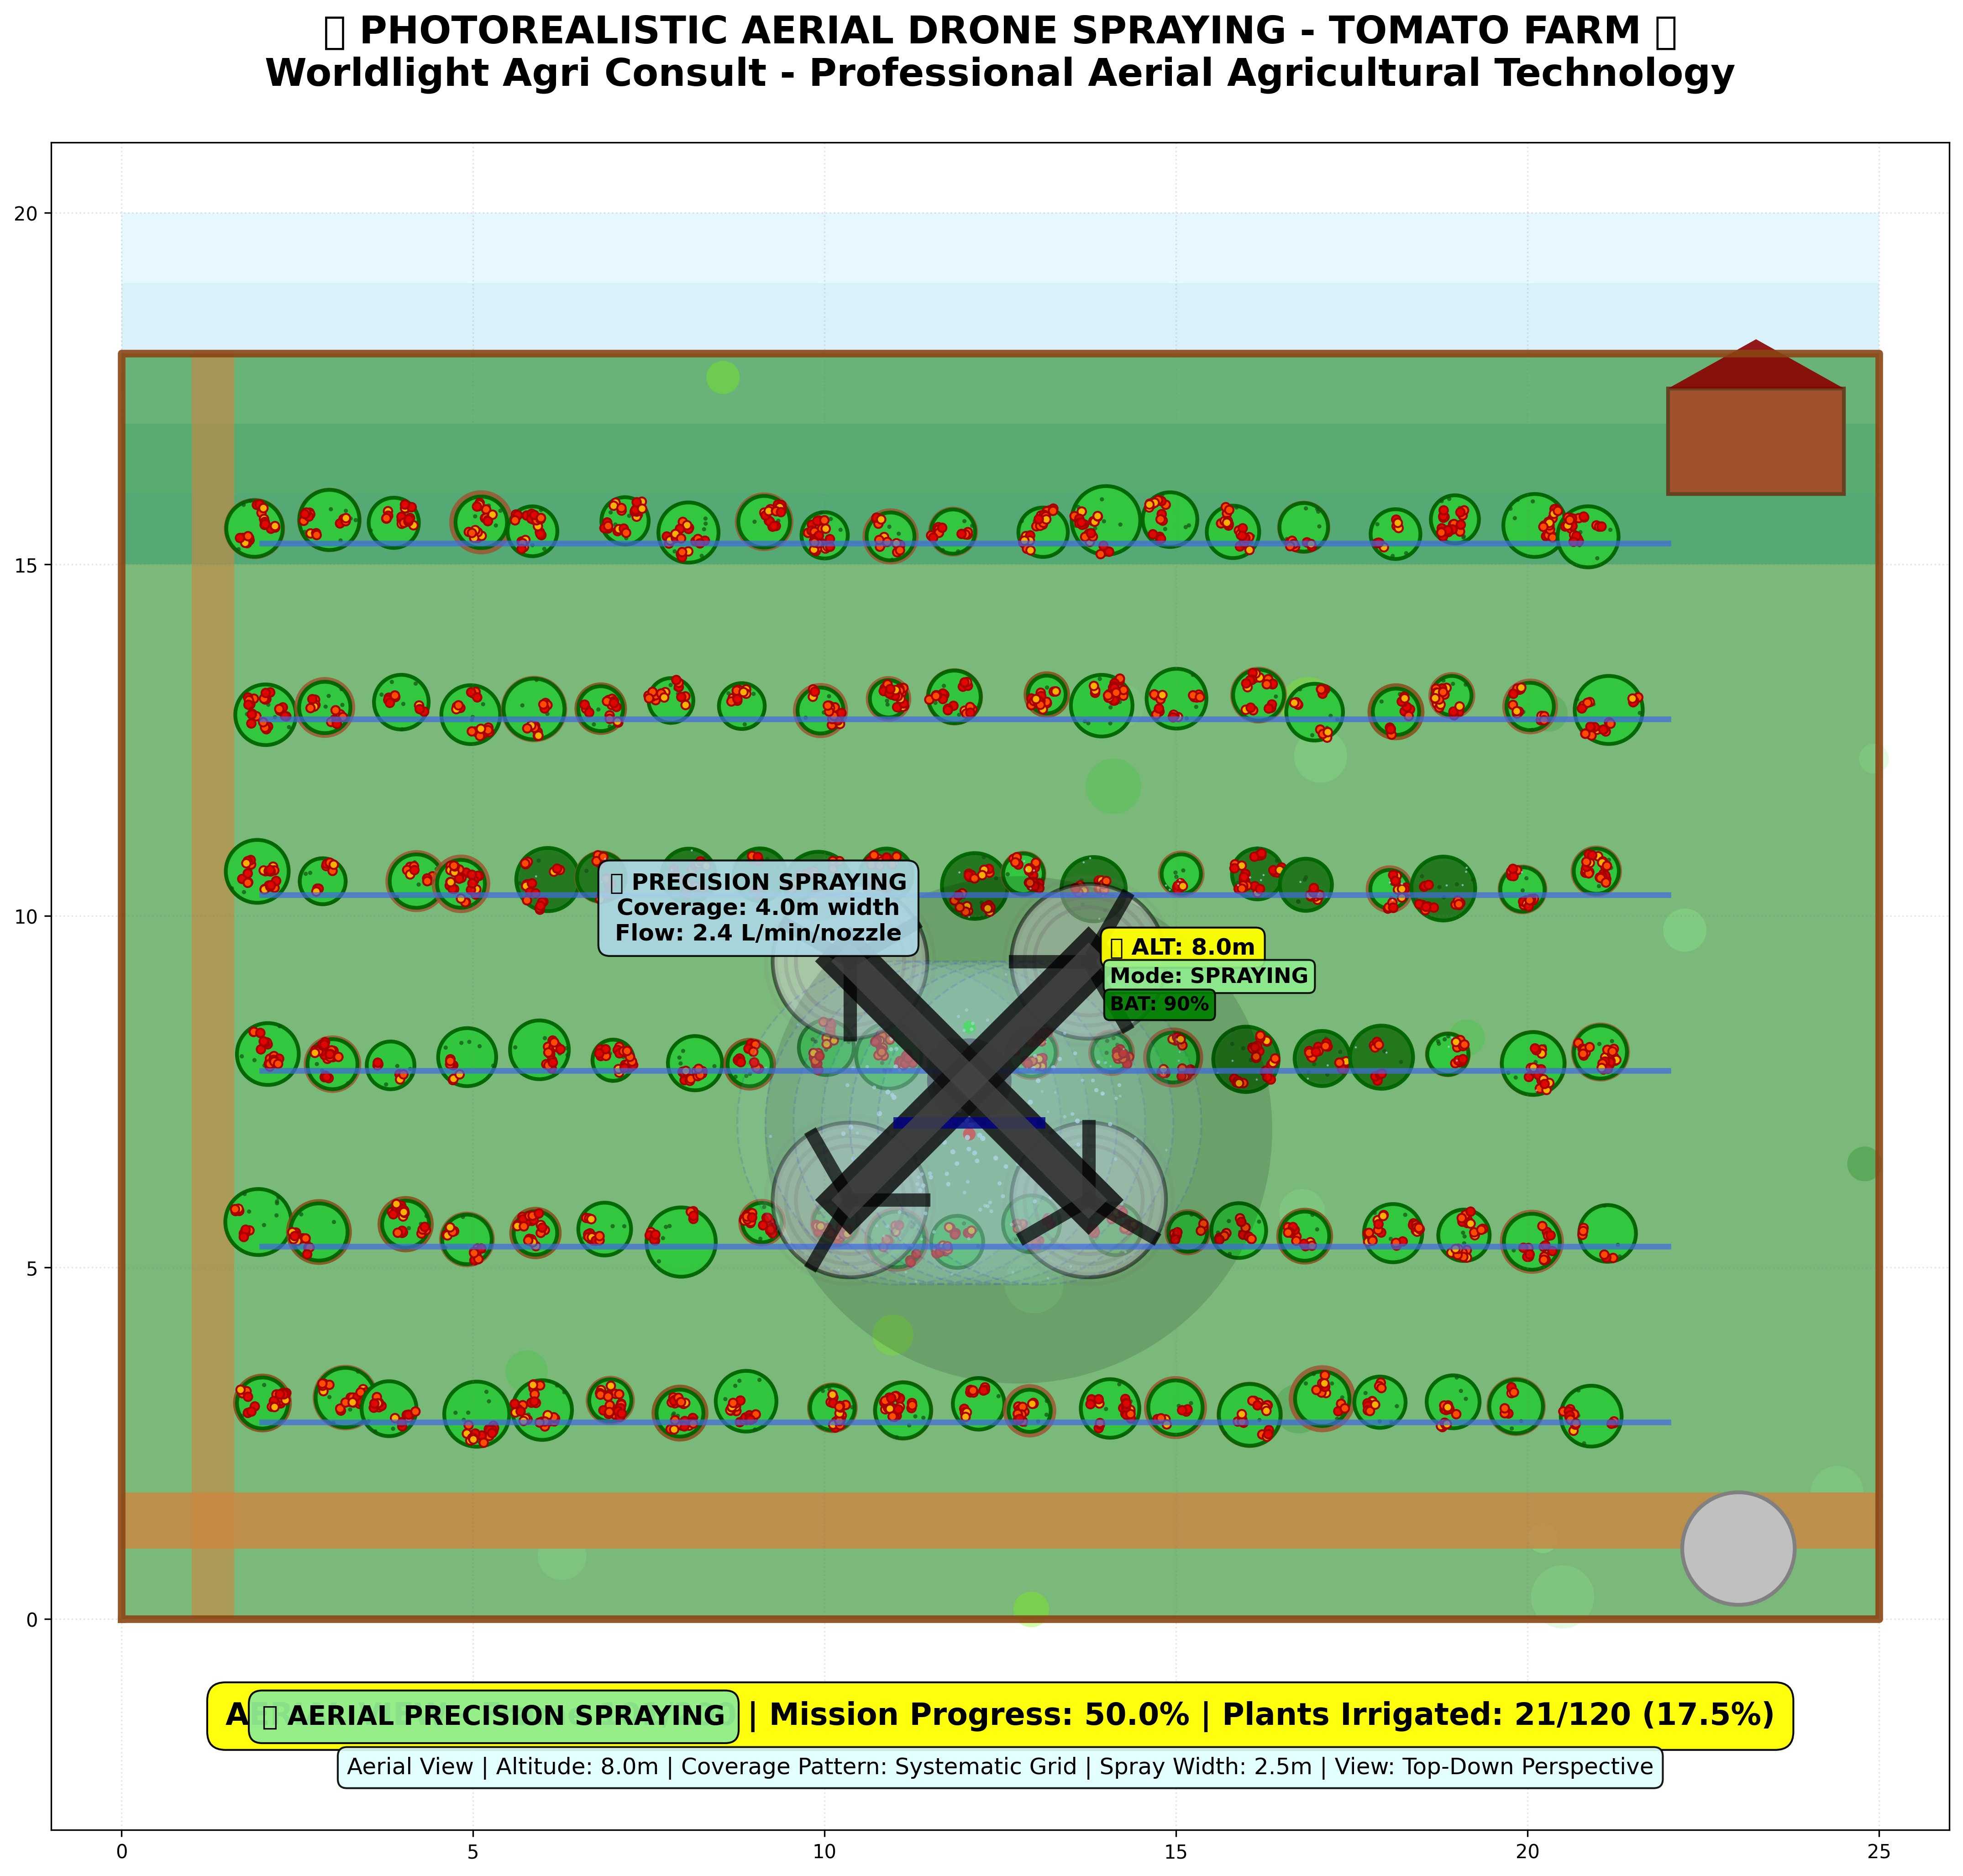 PHOTOREALISTIC AERIAL DRONE SPRAYING - TOMATO FARM
Worldlight Agri Consult - Professional Aerial Agricultural Technology
20
15
10
5
0
PRECISION SPRAYING
Coverage: 4.0m width
Flow: 2.4 L/min/nozzle
ALT: 8.0m
Mode: SPRAYING
BAT: 90%
AERIAL PRECISION SPRAYING
| Mission Progress: 50.0% | Plants Irrigated: 21/120 (17.5%)
Aerial View | Altitude: 8.0m | Coverage Pattern: Systematic Grid | Spray Width: 2.5m | View: Top-Down Perspective
0 5 10 15 20 25